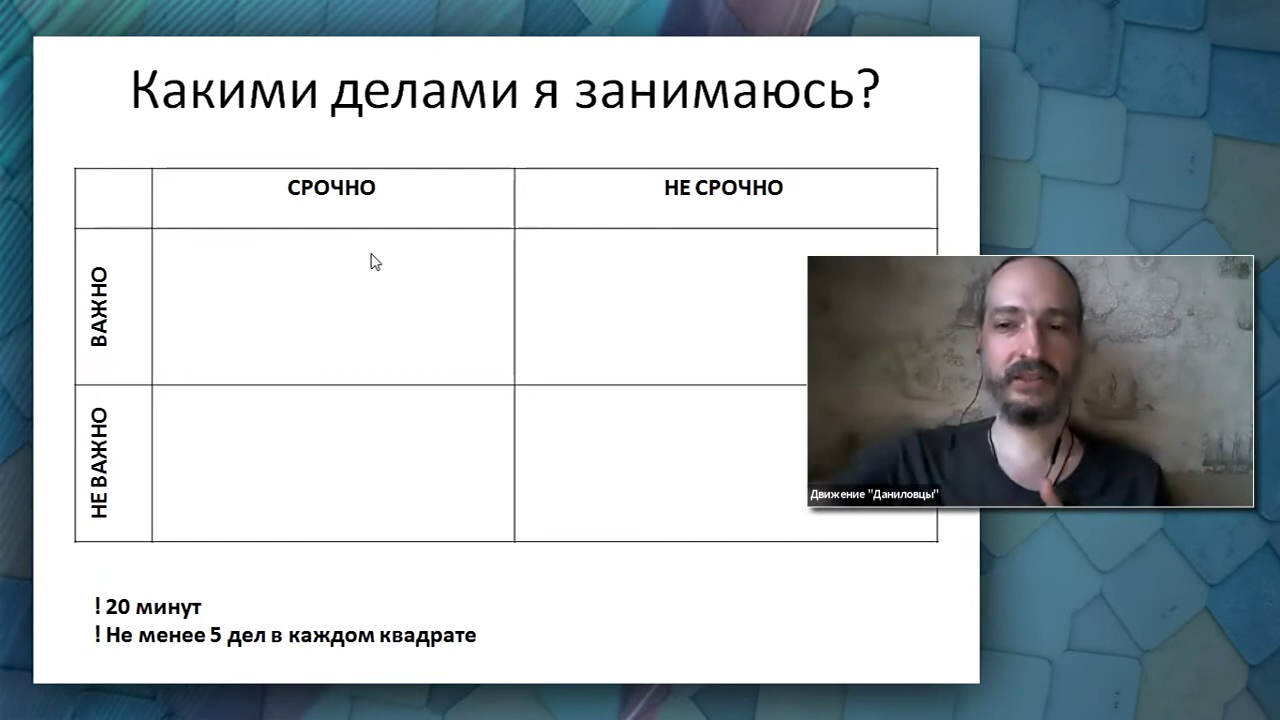 Какими делами я занимаюсь?
СРОЧНО
НЕ СРОЧНО
ВАЖНО
НЕ ВАЖНО
Движение "Даниловцы"
! 20 минут
! Не менее 5 дел в каждом квадрате